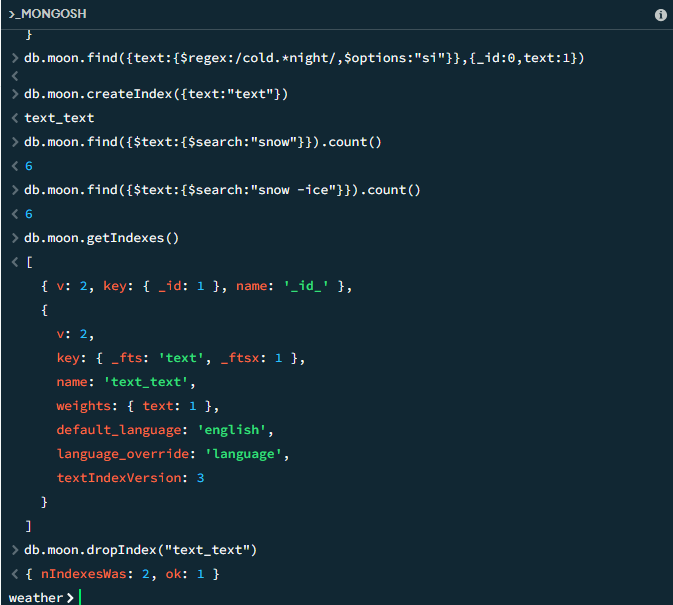 >_MONGOSH
}
> db.moon.find({text:{$regex:/cold.*night/,$options:"si"}},{_id:0,text:1})
<
> db.moon.createIndex({text:"text"})
< text_text
> db.moon.find({$text:{$search:"snow"}}).count()
< 6
> db.moon.find({$text:{$search:"snow -ice"}}).count()
< 6
> db.moon.getIndexes()
< [
{ v: 2, key: { _id: 1 }, name: '_id_' },
{
v: 2,
key: { _fts: 'text', _ftsx: 1 },
name: 'text_text',
weights: { text: 1 },
default_language: 'english',
language_override: 'language',
textIndexVersion: 3
}
]
> db.moon.dropIndex("text_text")
< { nIndexesWas: 2, ok: 1 }
weather>